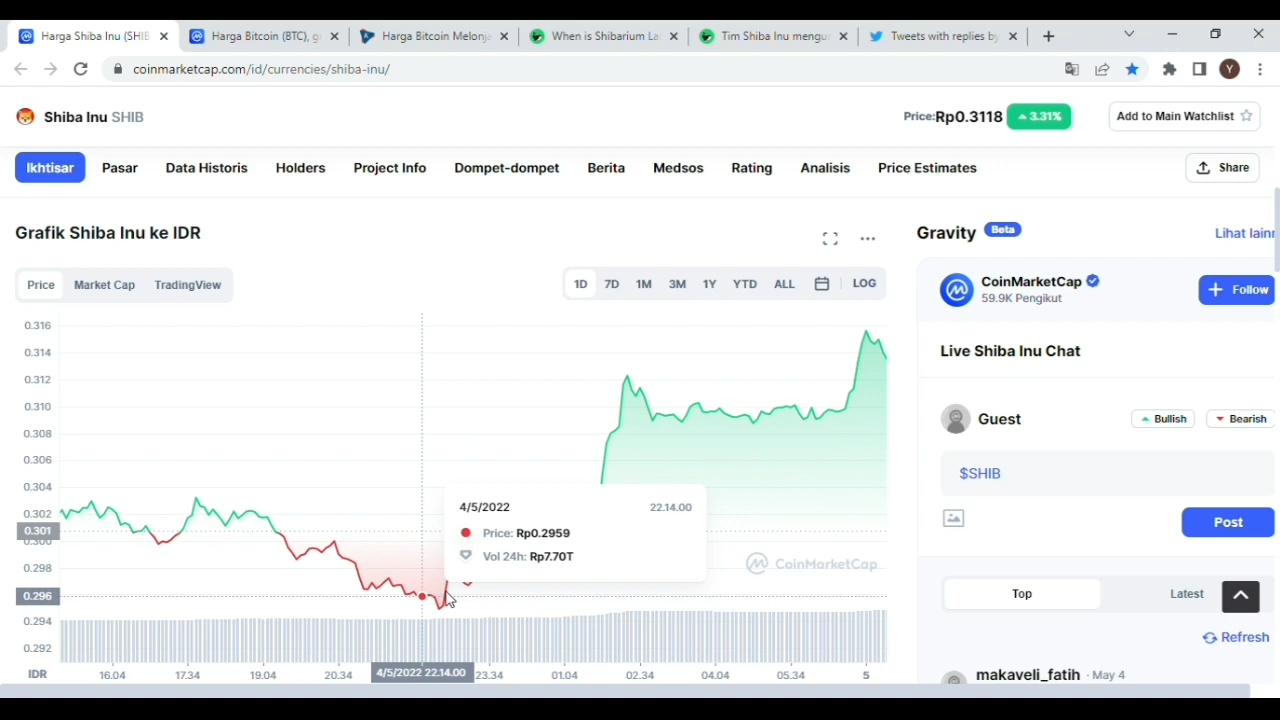 Harga Shiba Inu (SHIB
Harga Bitcoin (BTC), g
Harga Bitcoin Melonja
When is Shibarium La
Tim Shiba Inu mengu
Tweets with replies by
coinmarketcap.com/id/currencies/shiba-inu/
Y
Shiba Inu SHIB
Price:Rp0.3118
3.31%
Add to Main Watchlist
Ikhtisar
Pasar
Data Historis
Holders
Project Info
Dompet-dompet
Berita
Medsos
Rating
Analisis
Price Estimates
Share
Grafik Shiba Inu ke IDR
Price
Market Cap
TradingView
1D
7D
1M
3M
1Y
YTD
ALL
LOG
0.316
0.314
0.312
0.310
0.308
0.306
0.304
0.302
0.301
0.300
0.298
0.296
0.294
0.292
4/5/2022
22.14.00
Price: Rp0.2959
Vol 24h: Rp7.70T
CoinMarketCap
IDR
16.04
17.34
19.04
20.34
4/5/2022 22.14.00
23.34
01.04
02.34
04.04
05.34
5
Gravity Beta
Lihat lainn
CoinMarketCap
59.9K Pengikut
Follow
Live Shiba Inu Chat
Guest
Bullish
Bearish
$SHIB
Post
Top
Latest
Refresh
makaveli_fatih · May 4